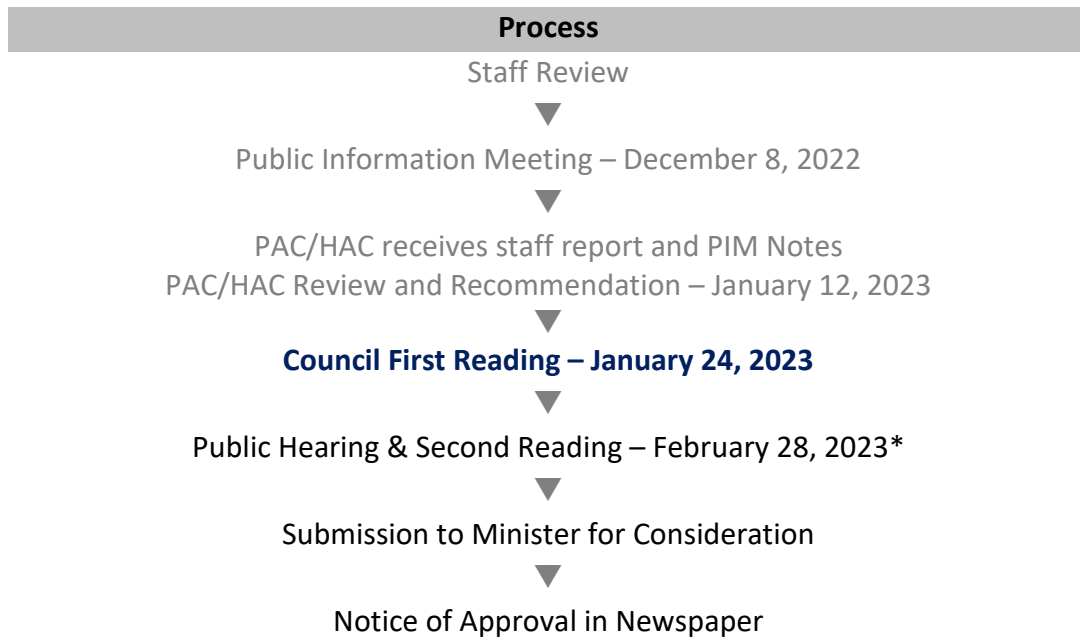 Process
Staff Review
Public Information Meeting – December 8, 2022
PAC/HAC receives staff report and PIM Notes
PAC/HAC Review and Recommendation – January 12, 2023
Council First Reading – January 24, 2023
Public Hearing & Second Reading – February 28, 2023*
Submission to Minister for Consideration
Notice of Approval in Newspaper